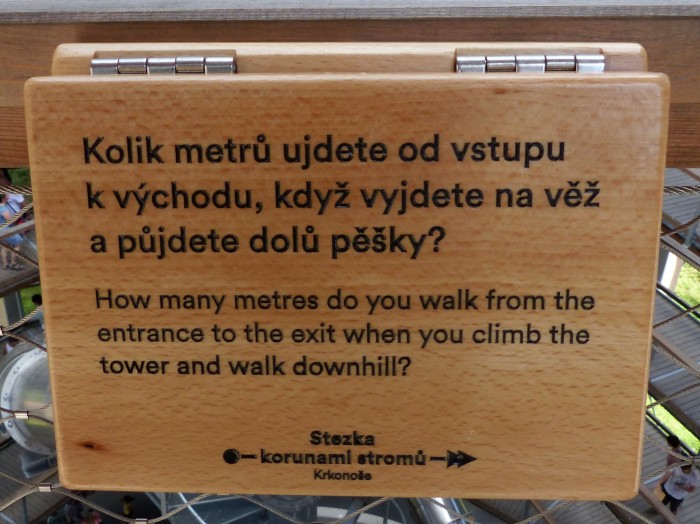 Kolik metrů ujdete od vstupu
k východu, když vyjdete na věž
a půjdete dolů pěšky?
How many metres do you walk from the
entrance to the exit when you climb the
tower and walk downhill?
Stezka
korunami stromů
Krkonoše